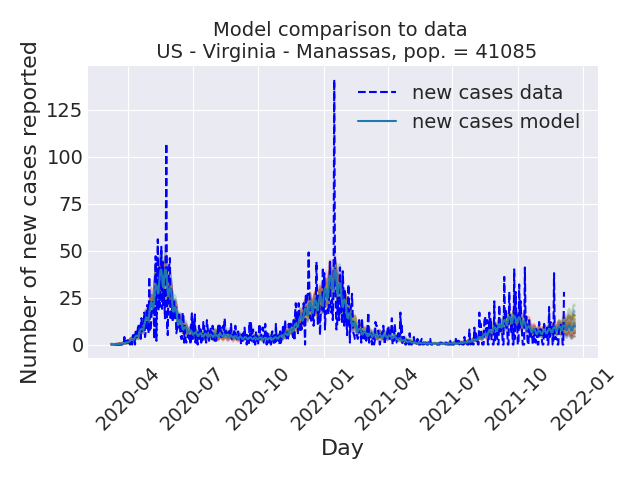 Model comparison to data
US - Virginia - Manassas, pop. = 41085
new cases data
new cases model
Number of new cases reported
125
100
75
50
25
0
2020-04
2020-07
2020-10
2021-01
2021-04
2021-07
2021-10
2022-01
Day